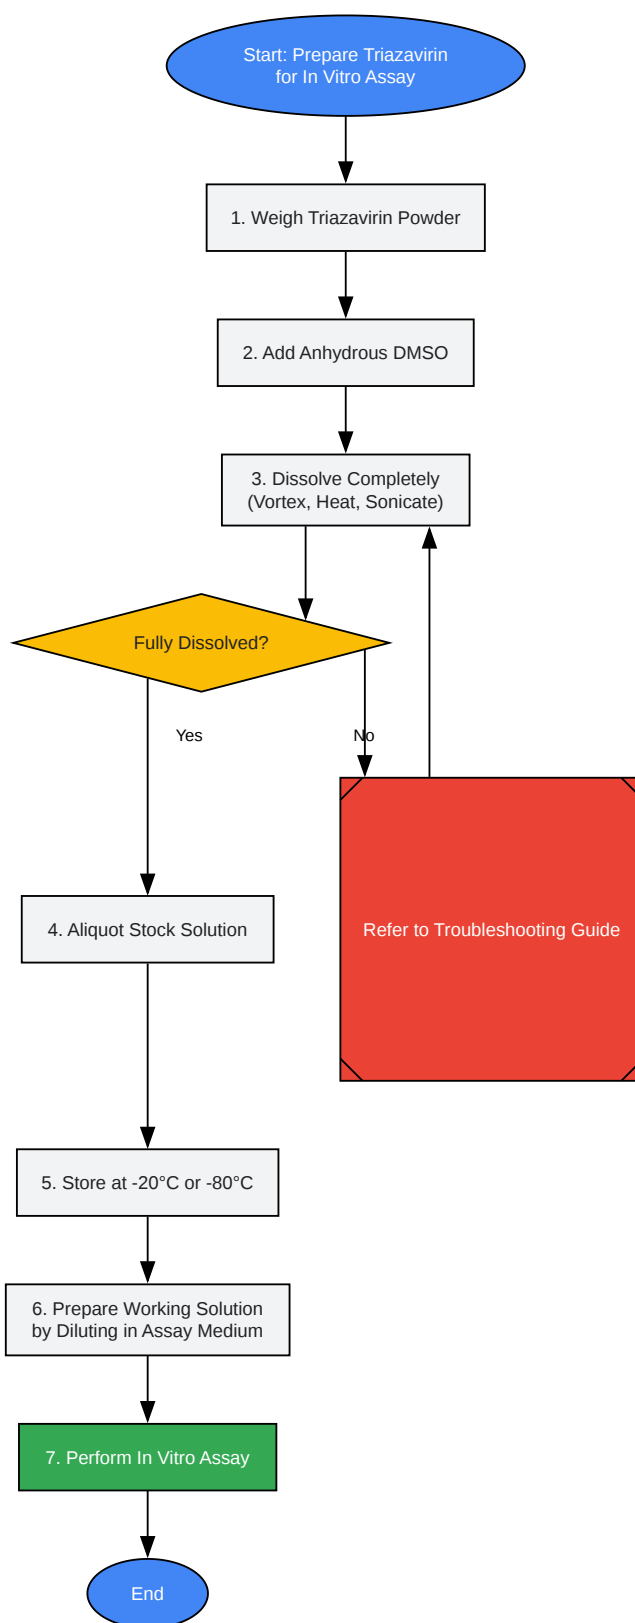 Start: Prepare Triazavirin
for In Vitro Assay
1. Weigh Triazavirin Powder
2. Add Anhydrous DMSO
3. Dissolve Completely
(Vortex, Heat, Sonicate)
Fully Dissolved?
Yes
No
4. Aliquot Stock Solution
Refer to Troubleshooting Guide
5. Store at -20°C or -80°C
6. Prepare Working Solution
by Diluting in Assay Medium
7. Perform In Vitro Assay
End